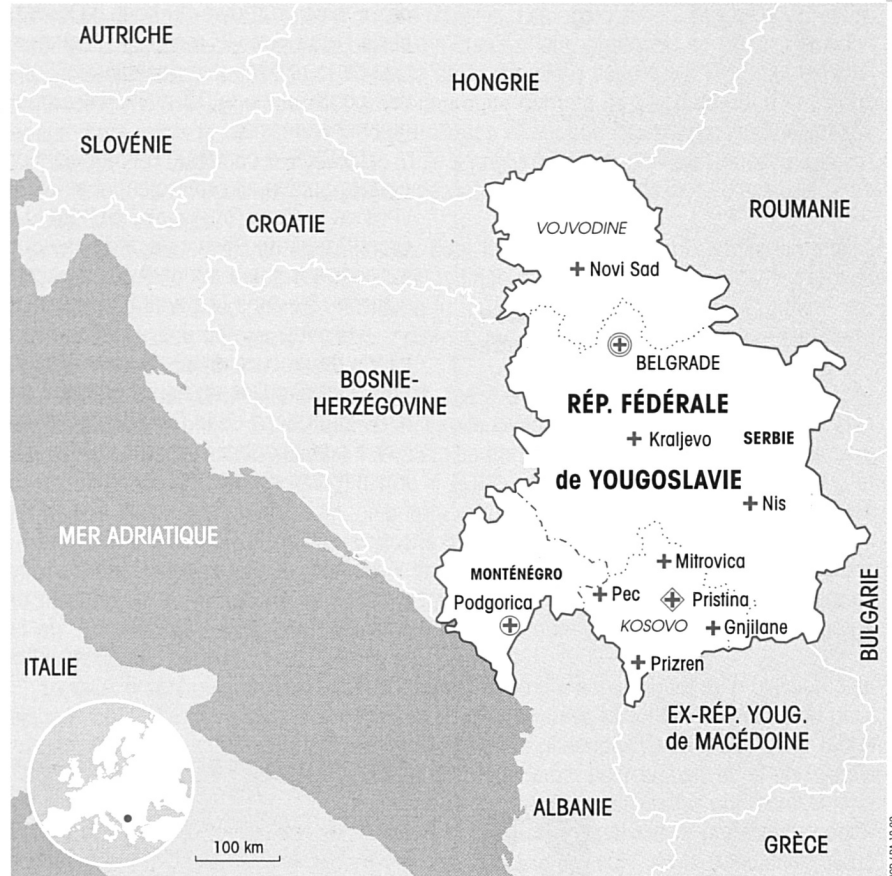 AUTRICHE
HONGRIE
SLOVÉNIE
CROATIE
ROUMANIE
VOJVODINE
Novi Sad
BELGRADE
BOSNIE-
HERZÉGOVINE
RÉP. FÉDÉRALE
Kraljevo
SERBIE
de YOUGOSLAVIE
Nis
MER ADRIATIQUE
Mitrovica
MONTÉNÉGRO
Pec
Pristina
Podgorica
KOSOVO
Gnjilane
BULGARIE
ITALIE
Prizren
EX-RÉP. YOUG.
de MACÉDOINE
ALBANIE
100 km
GRÈCE